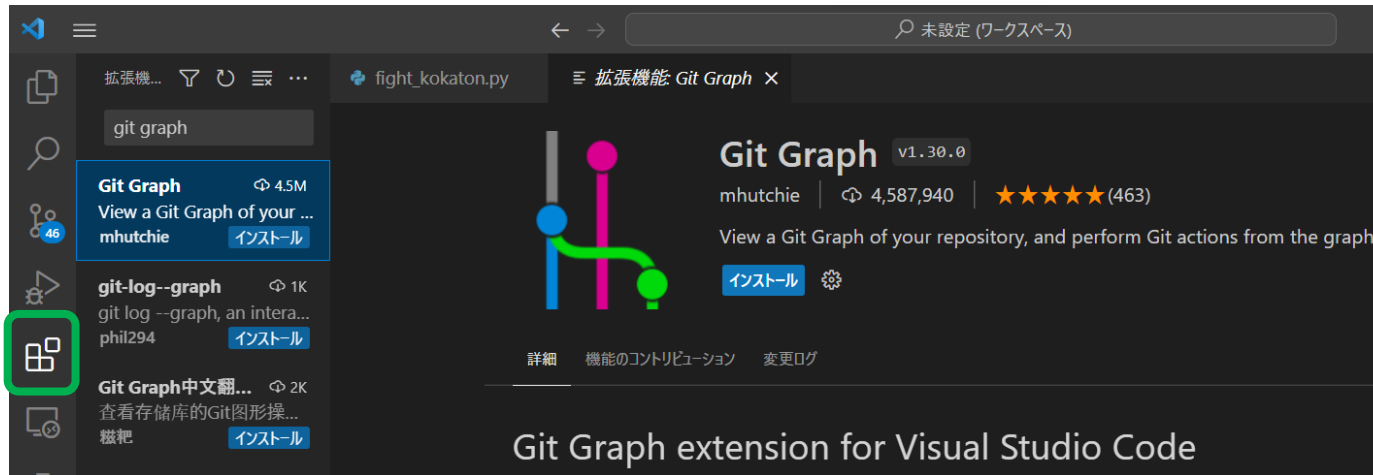 未設定 (ワークスペース)
拡張機...
git graph
Git Graph 4.5M
View a Git Graph of your ...
mhutchie インストール
git-log--graph 1K
git log --graph, an intera...
phil294 インストール
Git Graph中文翻... 2K
查看存储库的Git图形操...
糍粑 インストール
46
fight_kokaton.py
拡張機能: Git Graph
Git Graph v1.30.0
mhutchie 4,587,940 ★★★★★(463)
View a Git Graph of your repository, and perform Git actions from the graph
インストール
詳細 機能のコントリビューション 変更ログ
Git Graph extension for Visual Studio Code